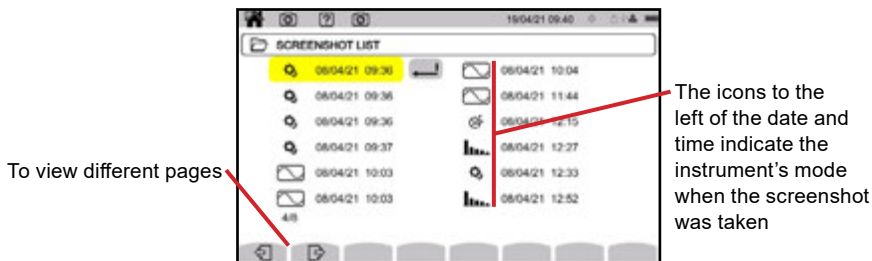 19/04/21 09:40
SCREENSHOT LIST
08/04/21 09:36
08/04/21 09:36
08/04/21 09:36
08/04/21 09:37
08/04/21 10:03
08/04/21 10:03
4/8
08/04/21 10:04
08/04/21 11:44
08/04/21 12:15
08/04/21 12:27
08/04/21 12:33
08/04/21 12:52
To view different pages
The icons to the
left of the date and
time indicate the
instrument’s mode
when the screenshot
was taken